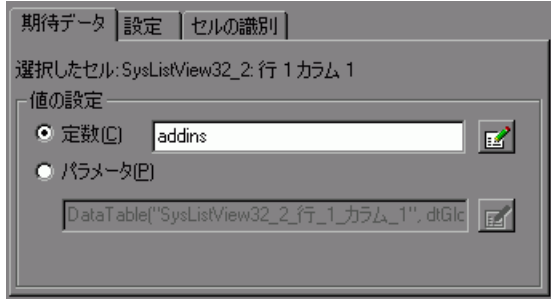 期待データ 設定 セルの識別
選択したセル: SysListView32_2: 行 1 カラム 1
値の設定
定数(C) addins
パラメータ(P)
DataTable("SysListView32_2_行_1_カラム_1", dtGlc